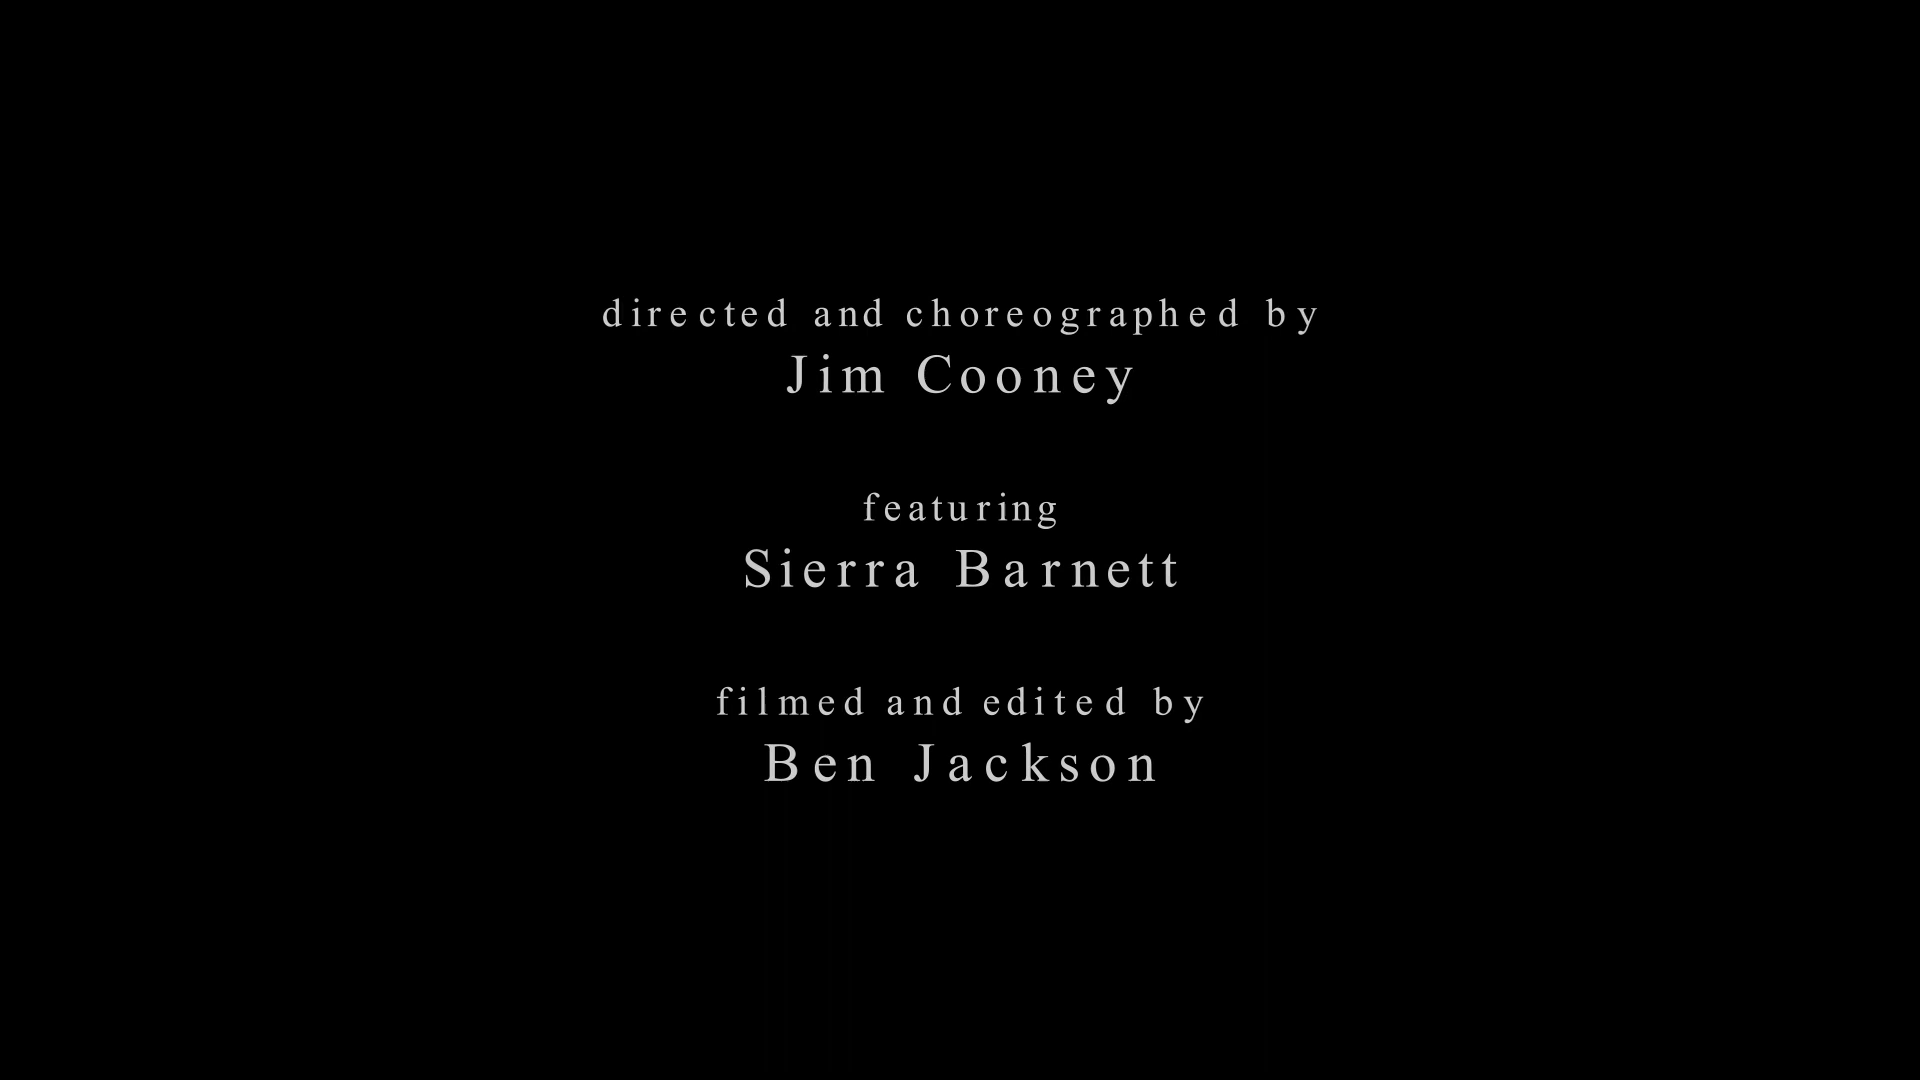 directed and choreographed by
Jim Cooney
featuring
Sierra Barnett
filmed and edited by
Ben Jackson